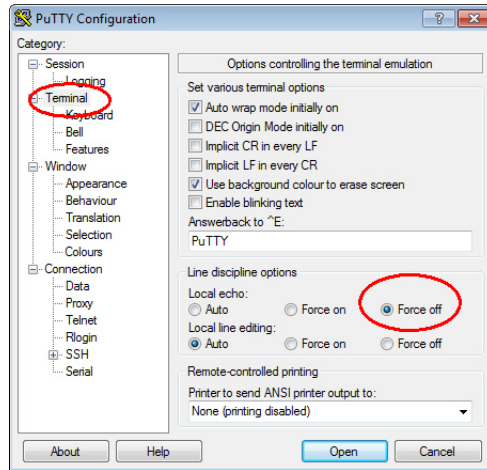 PuTTY Configuration
Category:
Session
Logging
Terminal
Keyboard
Bell
Features
Window
Appearance
Behaviour
Translation
Selection
Colours
Connection
Data
Proxy
Telnet
Rlogin
SSH
Serial
Options controlling the terminal emulation
Set various terminal options
Auto wrap mode initially on
DEC Origin Mode initially on
Implicit CR in every LF
Implicit LF in every CR
Use background colour to erase screen
Enable blinking text
Answerback to ^E:
PuTTY
Line discipline options
Local echo:
Auto Force on Force off
Local line editing:
Auto Force on Force off
Remote-controlled printing
Printer to send ANSI printer output to:
None (printing disabled)
About Help Open Cancel